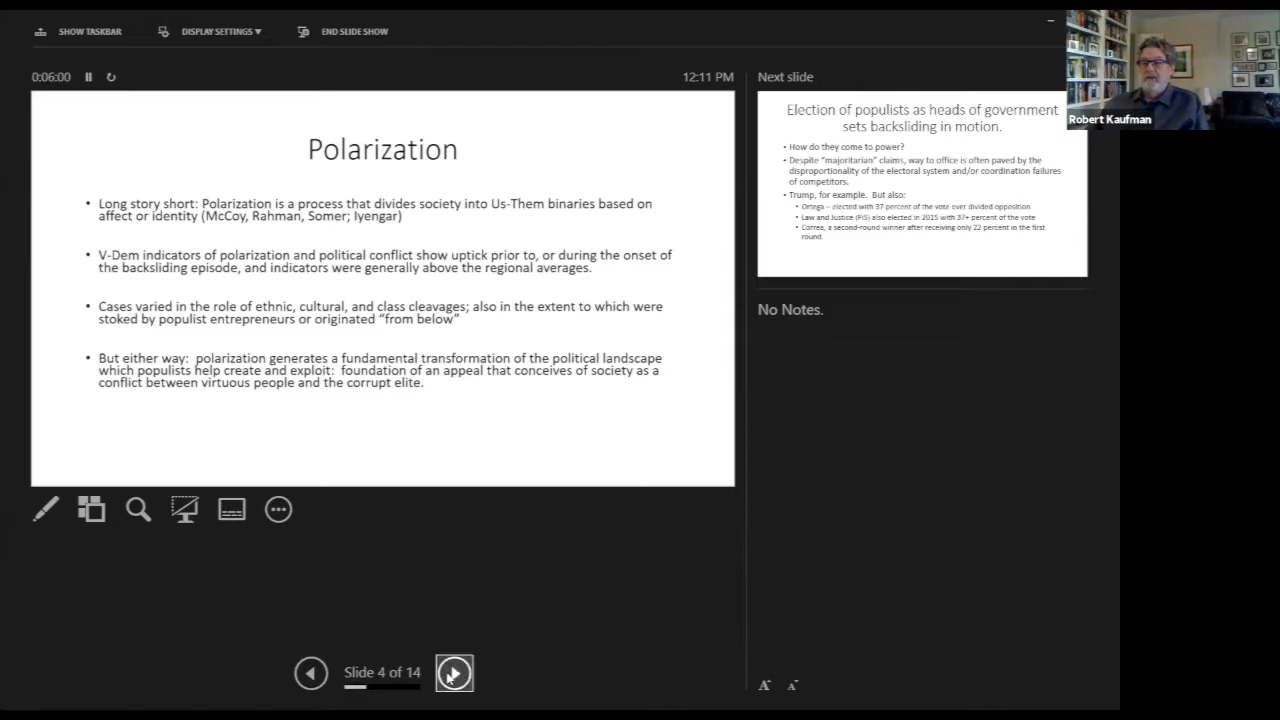 SHOW TASKBAR
DISPLAY SETTINGS ▼
END SLIDE SHOW
0:06:00
12:11 PM
Polarization
• Long story short: Polarization is a process that divides society into Us-Them binaries based on
affect or identity (McCoy, Rahman, Somer; Iyengar)
• V-Dem indicators of polarization and political conflict show uptick prior to, or during the onset of
the backsliding episode, and indicators were generally above the regional averages.
• Cases varied in the role of ethnic, cultural, and class cleavages; also in the extent to which were
stoked by populist entrepreneurs or originated “from below”
• But either way: polarization generates a fundamental transformation of the political landscape
which populists help create and exploit: foundation of an appeal that conceives of society as a
conflict between virtuous people and the corrupt elite.
Slide 4 of 14
Next slide
Election of populists as heads of government
sets backsliding in motion.
• How do they come to power?
• Despite “majoritarian” claims, way to office is often paved by the
disproportionality of the electoral system and/or coordination failures
of competitors.
• Trump, for example. But also:
• Ortega – elected with 37 percent of the vote over divided opposition
• Law and Justice (PiS) also elected in 2015 with 37+ percent of the vote
• Correa, a second-round winner after receiving only 22 percent in the first
round.
No Notes.
A A
Robert Kaufman